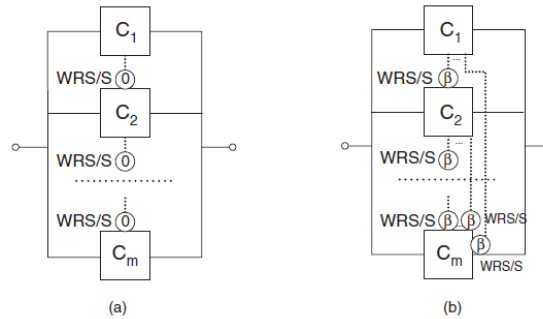 C1
WRS/S 0
C2
WRS/S 0
WRS/S 0
Cm
(a)
C1
WRS/S β
C2
WRS/S β
WRS/S β β WRS/S
Cm β
WRS/S
(b)